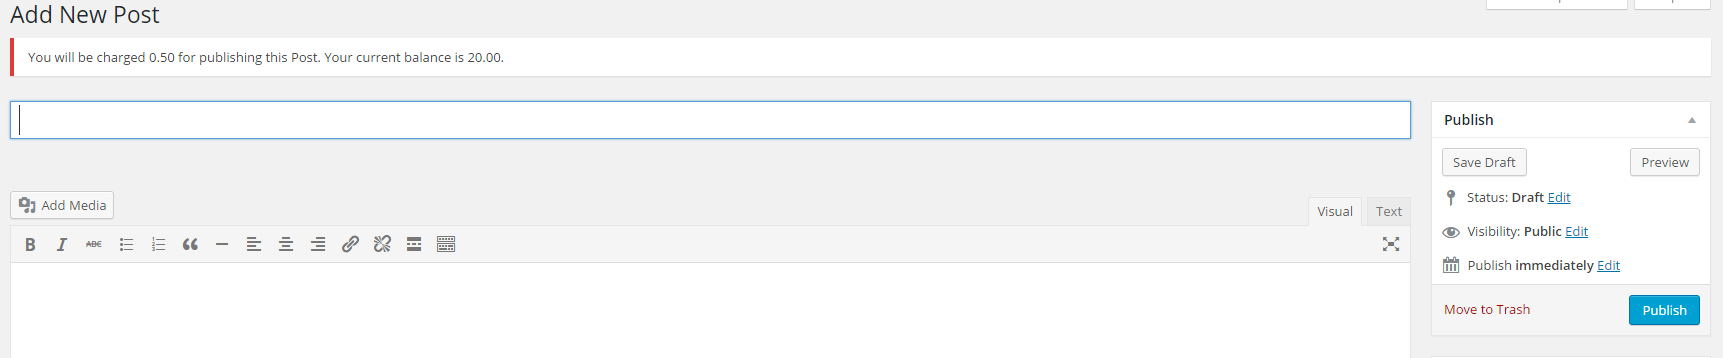 Add New Post
You will be charged 0.50 for publishing this Post. Your current balance is 20.00.
Publish
Save Draft Preview
Add Media
Visual Text
Status: Draft Edit
B I ABC
Visibility: Public Edit
Publish immediately Edit
Move to Trash Publish